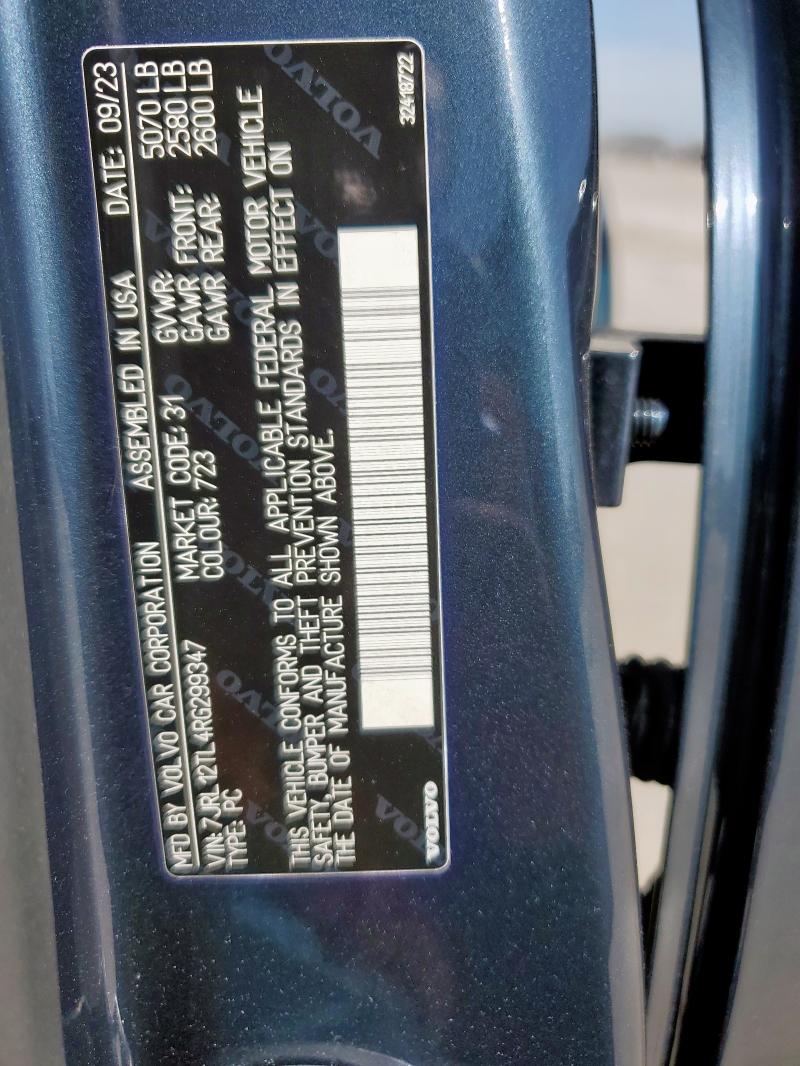 MFD BY VOLVO CAR CORPORATION ASSEMBLED IN USA DATE: 09/23
VIN: 7JRL12TL4RG299347 MARKET CODE: 31 GVWR: 5070 LB
TYPE: PC COLOUR: 723 GAWR FRONT: 2580 LB
GAWR REAR: 2600 LB
THIS VEHICLE CONFORMS TO ALL APPLICABLE FEDERAL MOTOR VEHICLE
SAFETY, BUMPER AND THEFT PREVENTION STANDARDS IN EFFECT ON
THE DATE OF MANUFACTURE SHOWN ABOVE.
VOLVO 32418722